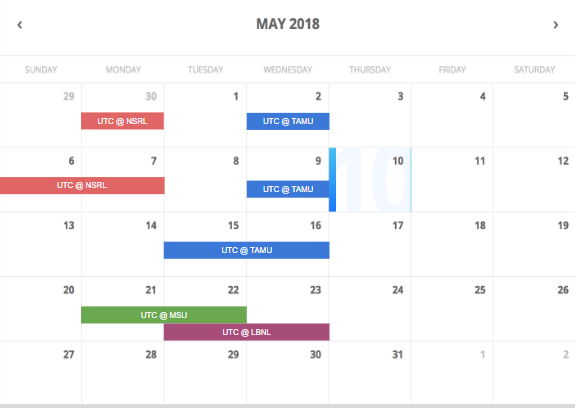 ‹ MAY 2018 ›
SUNDAY MONDAY TUESDAY WEDNESDAY THURSDAY FRIDAY SATURDAY
29 30 1 2 3 4 5
UTC @ NSRL UTC @ TAMU
6 7 8 9 10 10 11 12
UTC @ NSRL UTC @ TAMU
13 14 15 16 17 18 19
UTC @ TAMU
20 21 22 23 24 25 26
UTC @ MSU
UTC @ LBNL
27 28 29 30 31 1 2